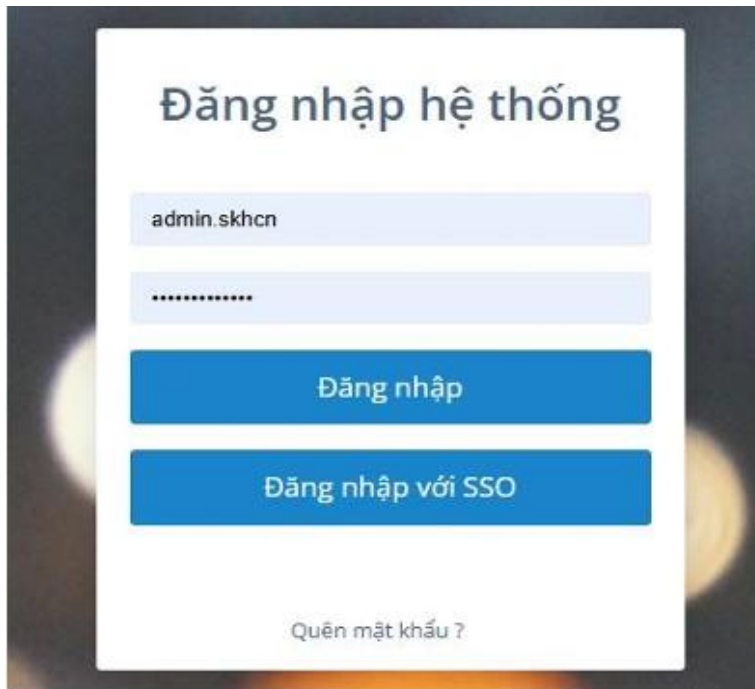 Đăng nhập hệ thống
admin.skhcn
•••••••••••••
Đăng nhập
Đăng nhập với SSO
Quên mật khẩu ?